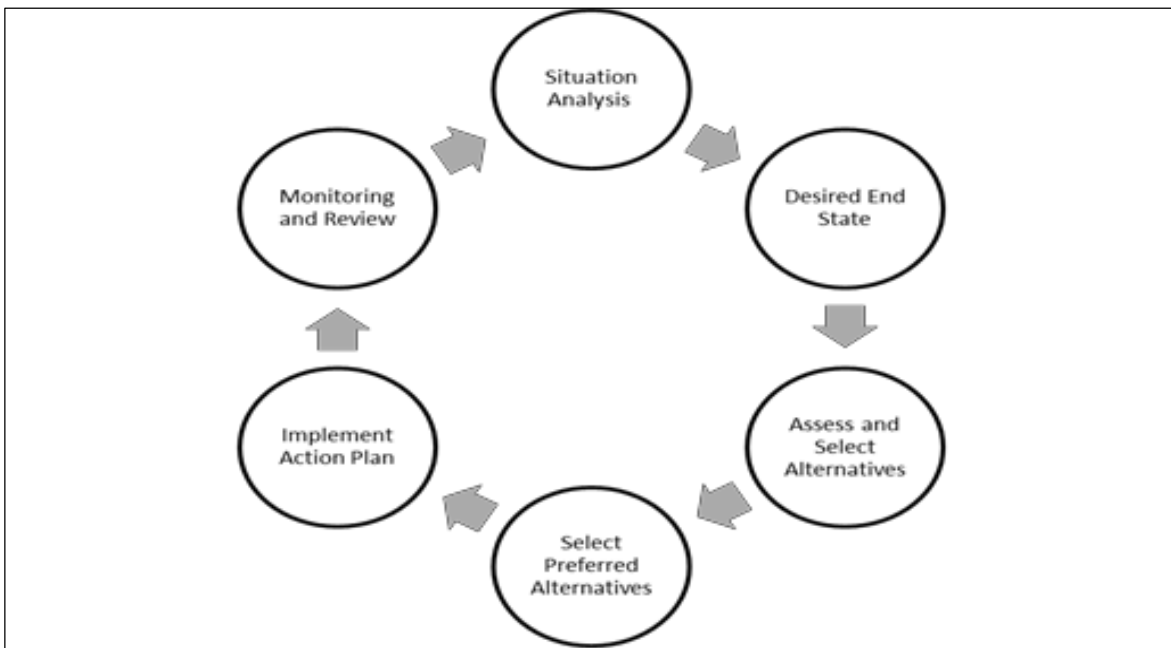 Situation
Analysis
Desired End
State
Assess and
Select
Alternatives
Select
Preferred
Alternatives
Implement
Action Plan
Monitoring
and Review